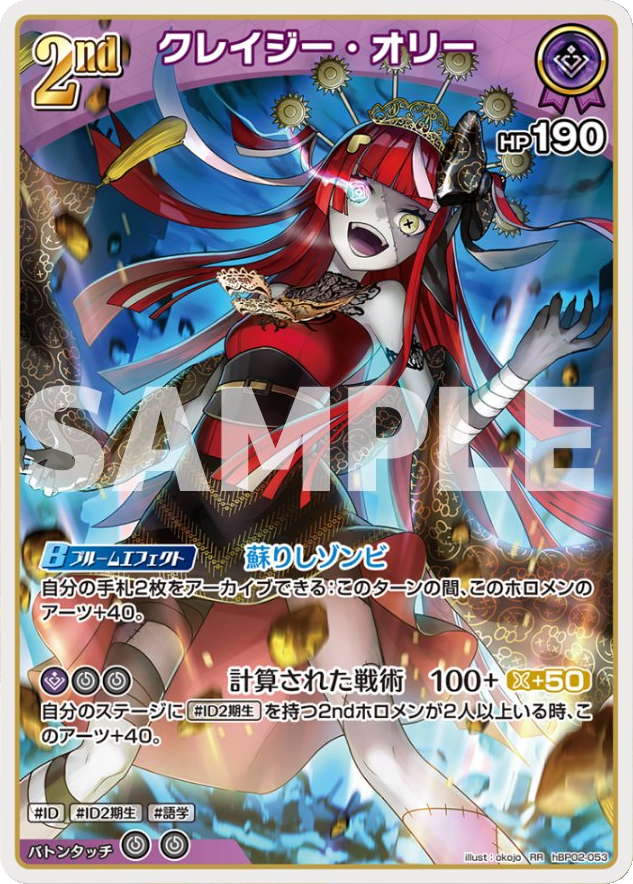 2nd
クレイジー・オリー
HP190
SAMPLE
Bブルームエフェクト 蘇りしゾンビ
自分の手札2枚をアーカイブできる：このターンの間、このホロメンの
アーツ+40。
計算された戦術 100+ +50
自分のステージに #ID2期生 を持つ2ndホロメンが2人以上いる時、こ
のアーツ+40。
#ID #ID2期生 #語学
バトンタッチ
illust：okojo RR hBP02-053